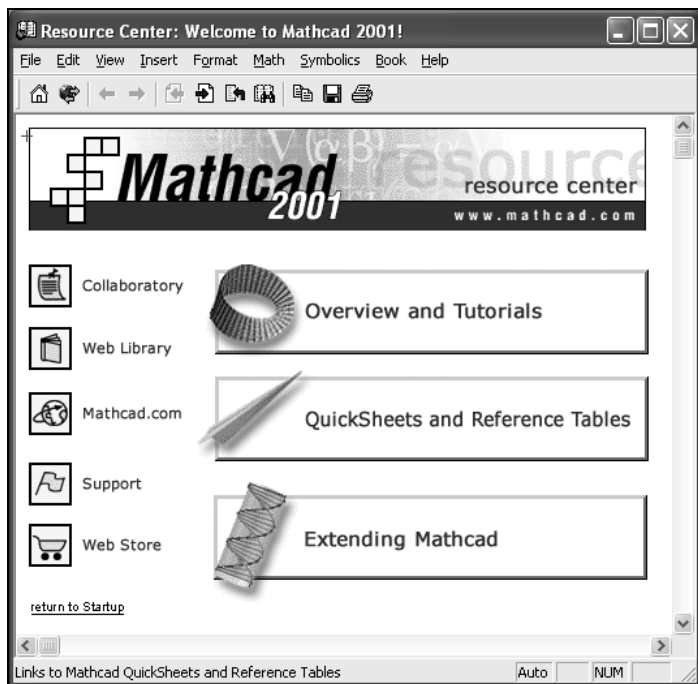 Resource Center: Welcome to Mathcad 2001!
File Edit View Insert Format Math Symbolics Book Help
Mathcad
2001
resource
resource center
www.mathcad.com
Collaboratory
Overview and Tutorials
Web Library
Mathcad.com
QuickSheets and Reference Tables
Support
Web Store
Extending Mathcad
return to Startup
Links to Mathcad QuickSheets and Reference Tables Auto NUM